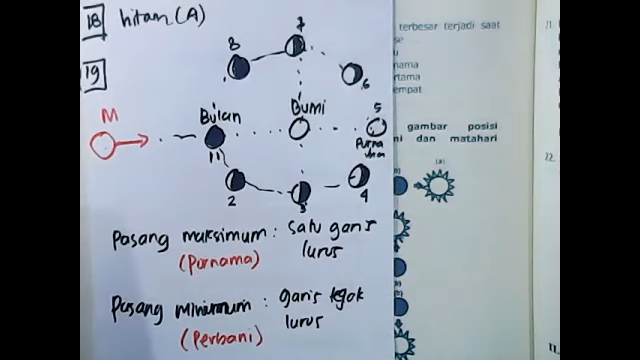 18 hitam (A)
19
M
Bulan
Bumi
7
8
6
5
Purna
ma
11
2
3
4
Pasang maksimum : satu garis
lurus
(Purnama)
Pasang minimum : garis tegak
lurus
(Perbani)
terbesar terjadi saat
nama
rtama
empat
gambar posisi
ni dan matahari
(a)
21.
22.